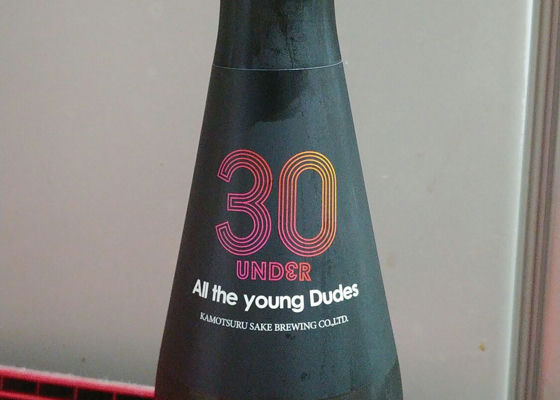 30
UNDER
All the young Dudes
KAMOTSURU SAKE BREWING CO.,LTD.